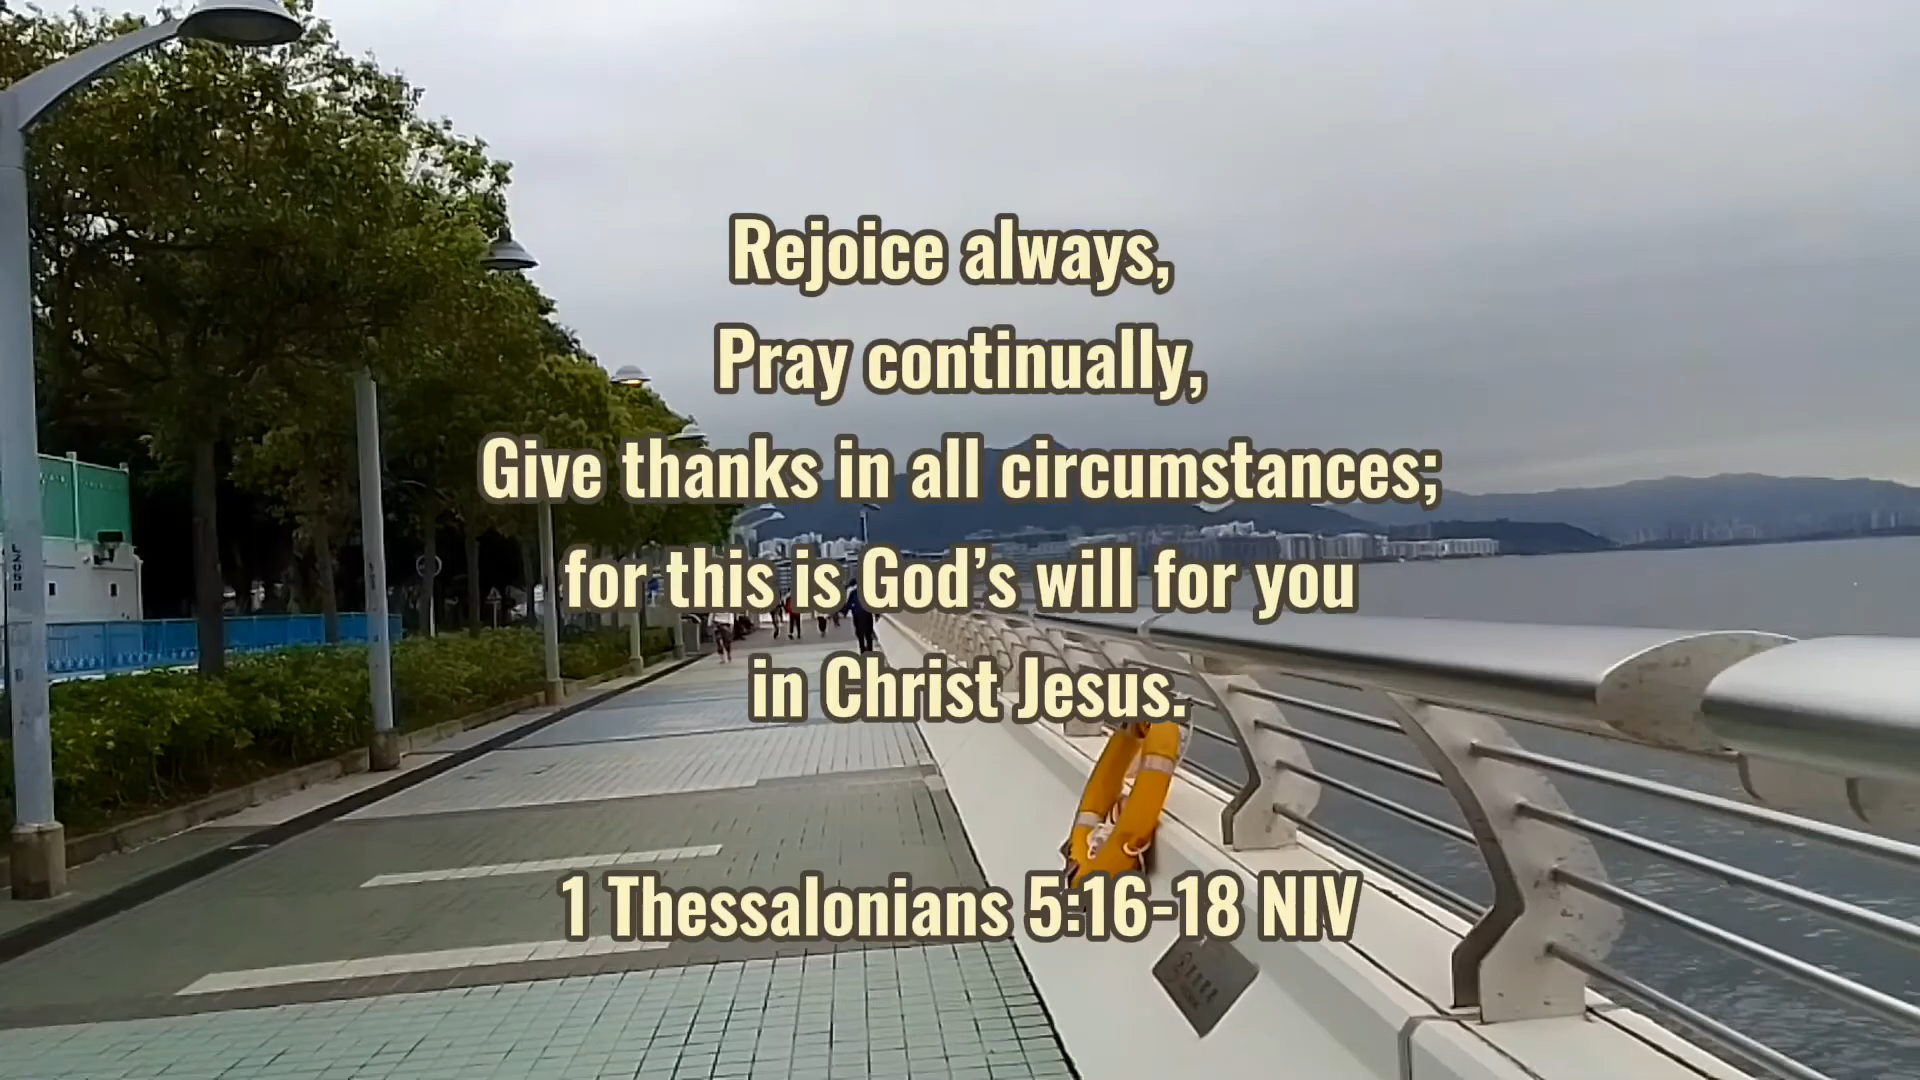 Rejoice always,
Pray continually,
Give thanks in all circumstances;
for this is God’s will for you
in Christ Jesus.
1 Thessalonians 5:16-18 NIV